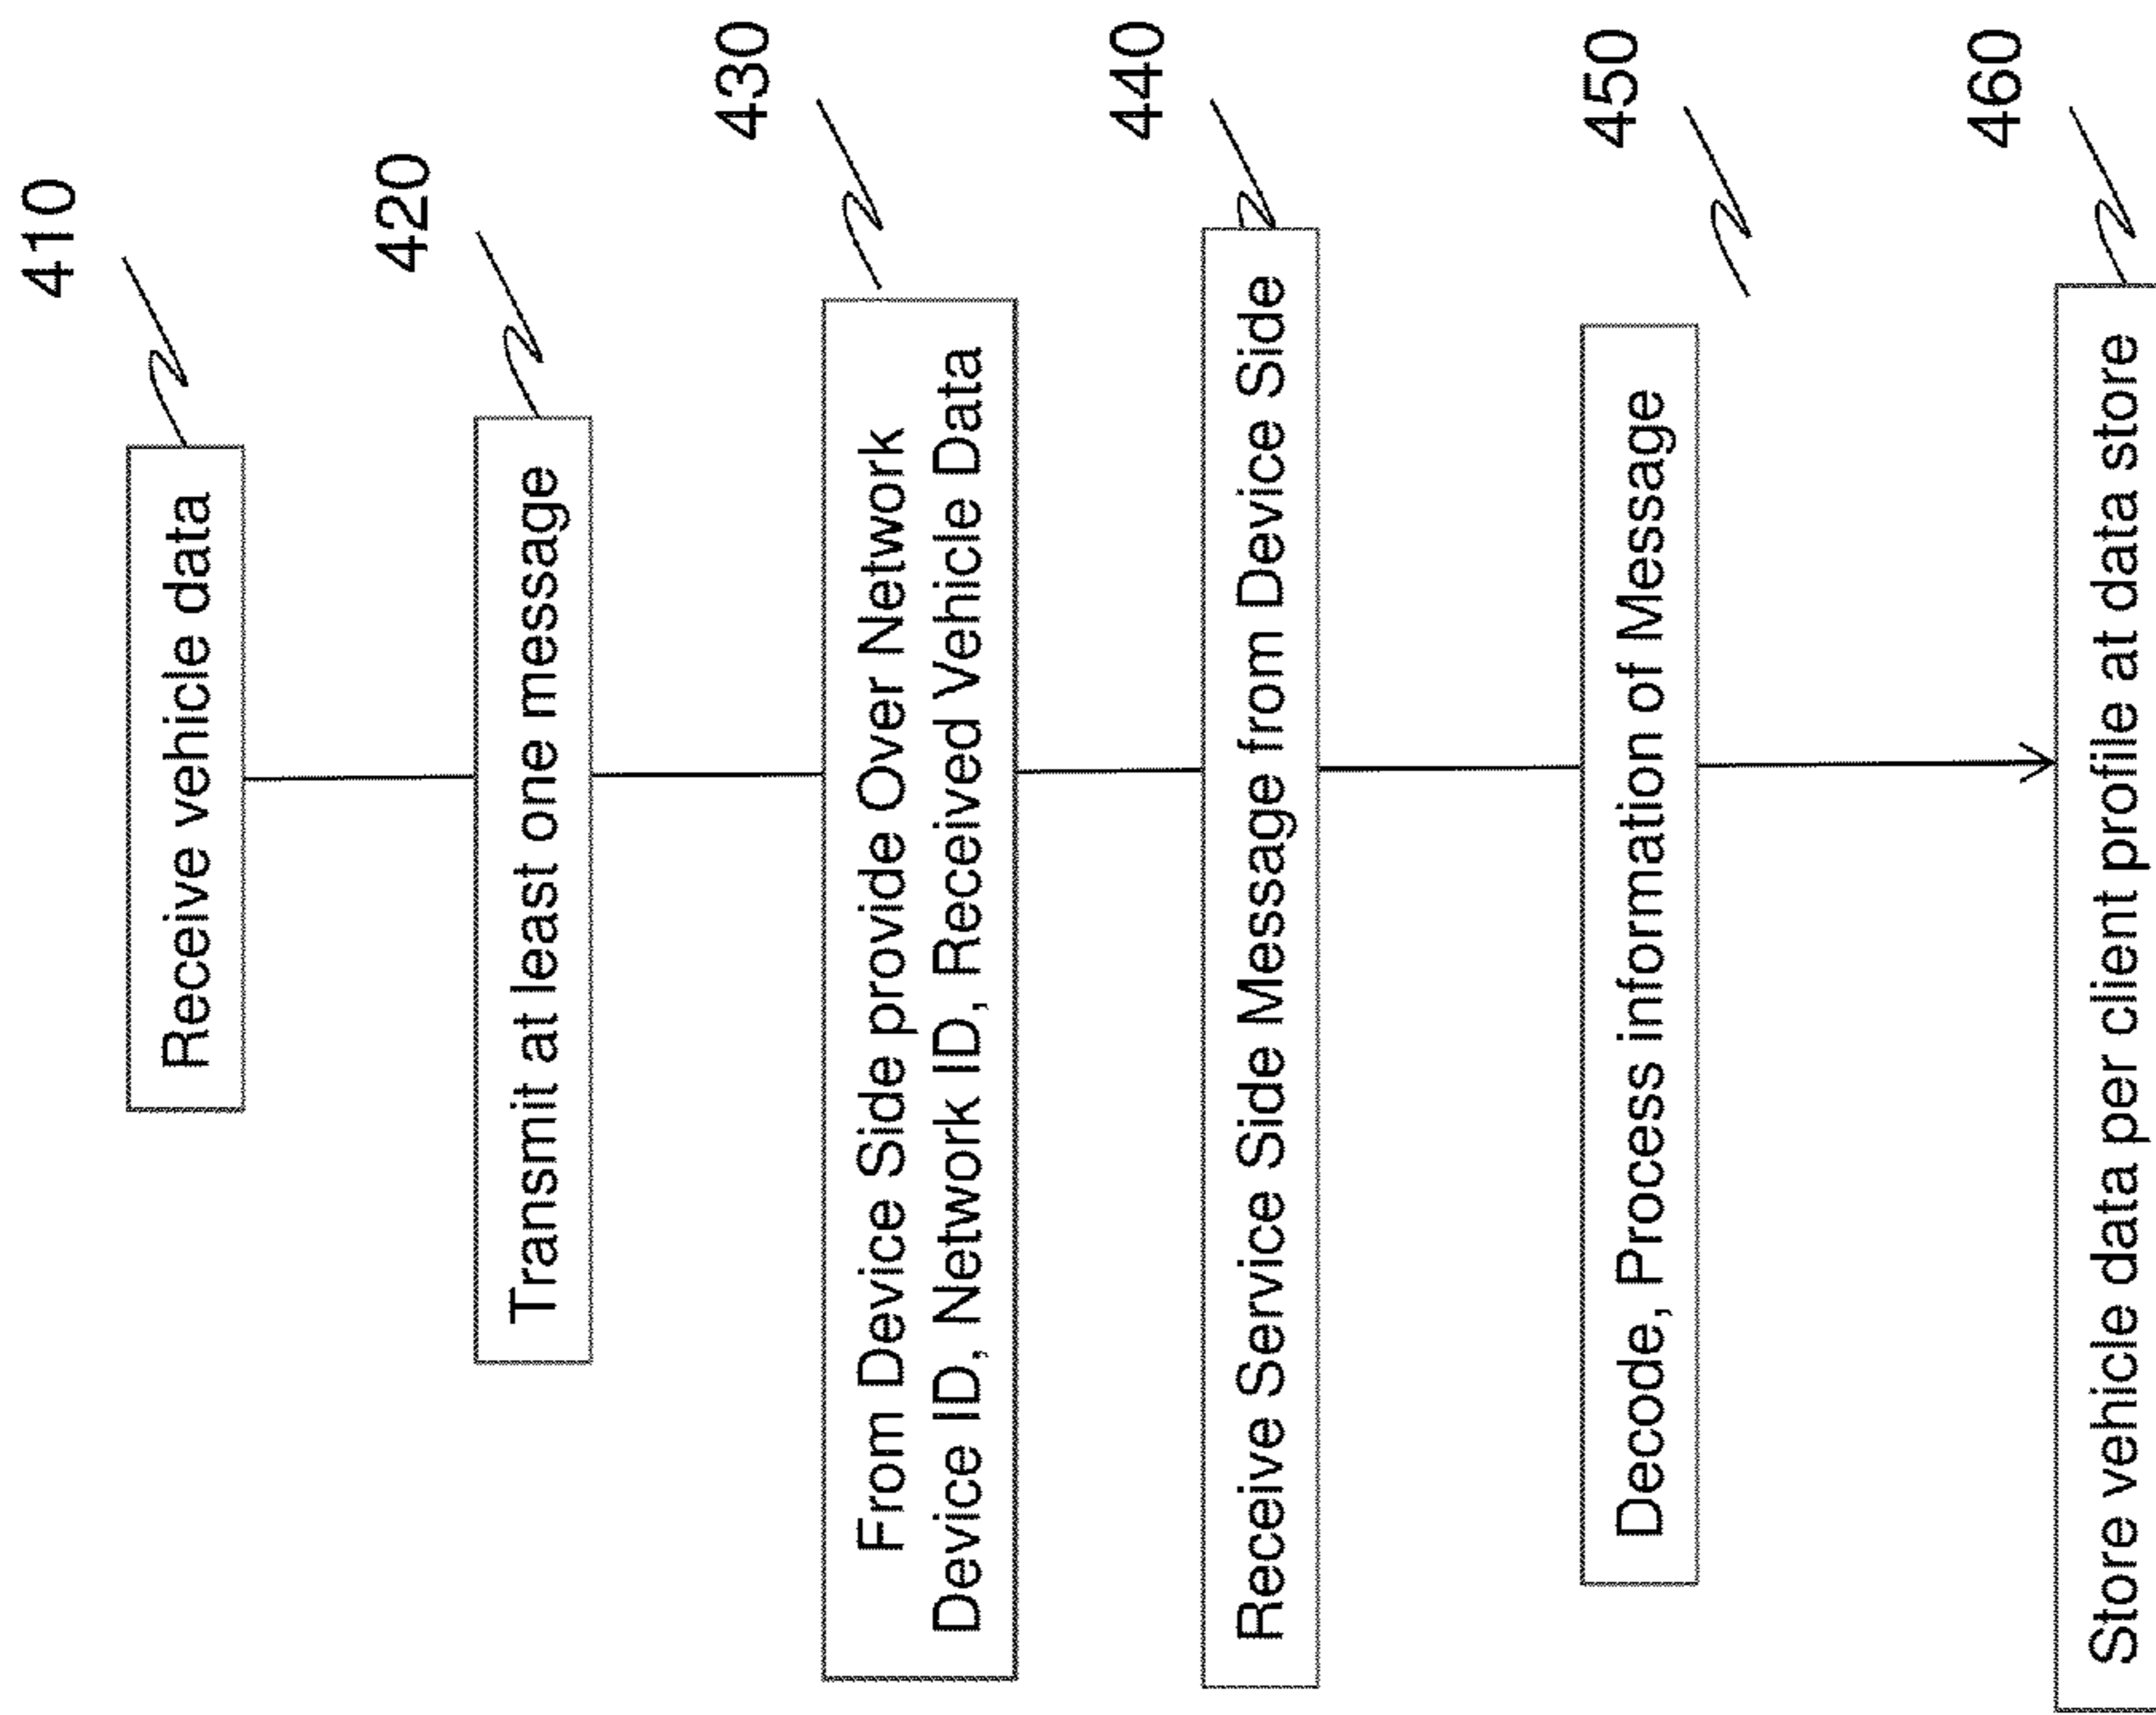 410
Receive vehicle data
420
Transmit at least one message
430
From Device Side provide Over Network
Device ID, Network ID, Received Vehicle Data
440
Receive Service Side Message from Device Side
450
Decode, Process information of Message
460
Store vehicle data per client profile at data store